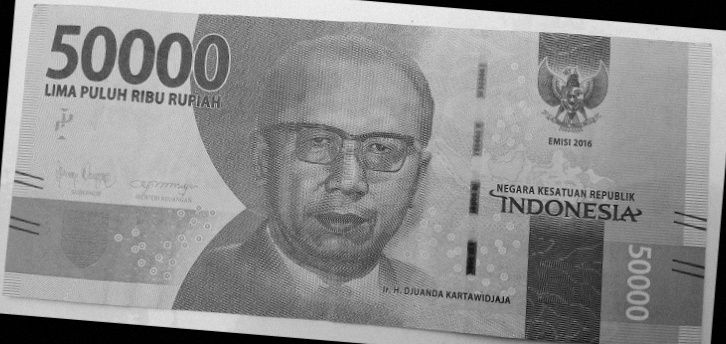 50000
LIMA PULUH RIBU RUPIAH
EMISI 2016
NEGARA KESATUAN REPUBLIK
INDONESIA
GUBERNUR
MENTERI KEUANGAN
Ir. H. DJUANDA KARTAWIDJAJA
50000